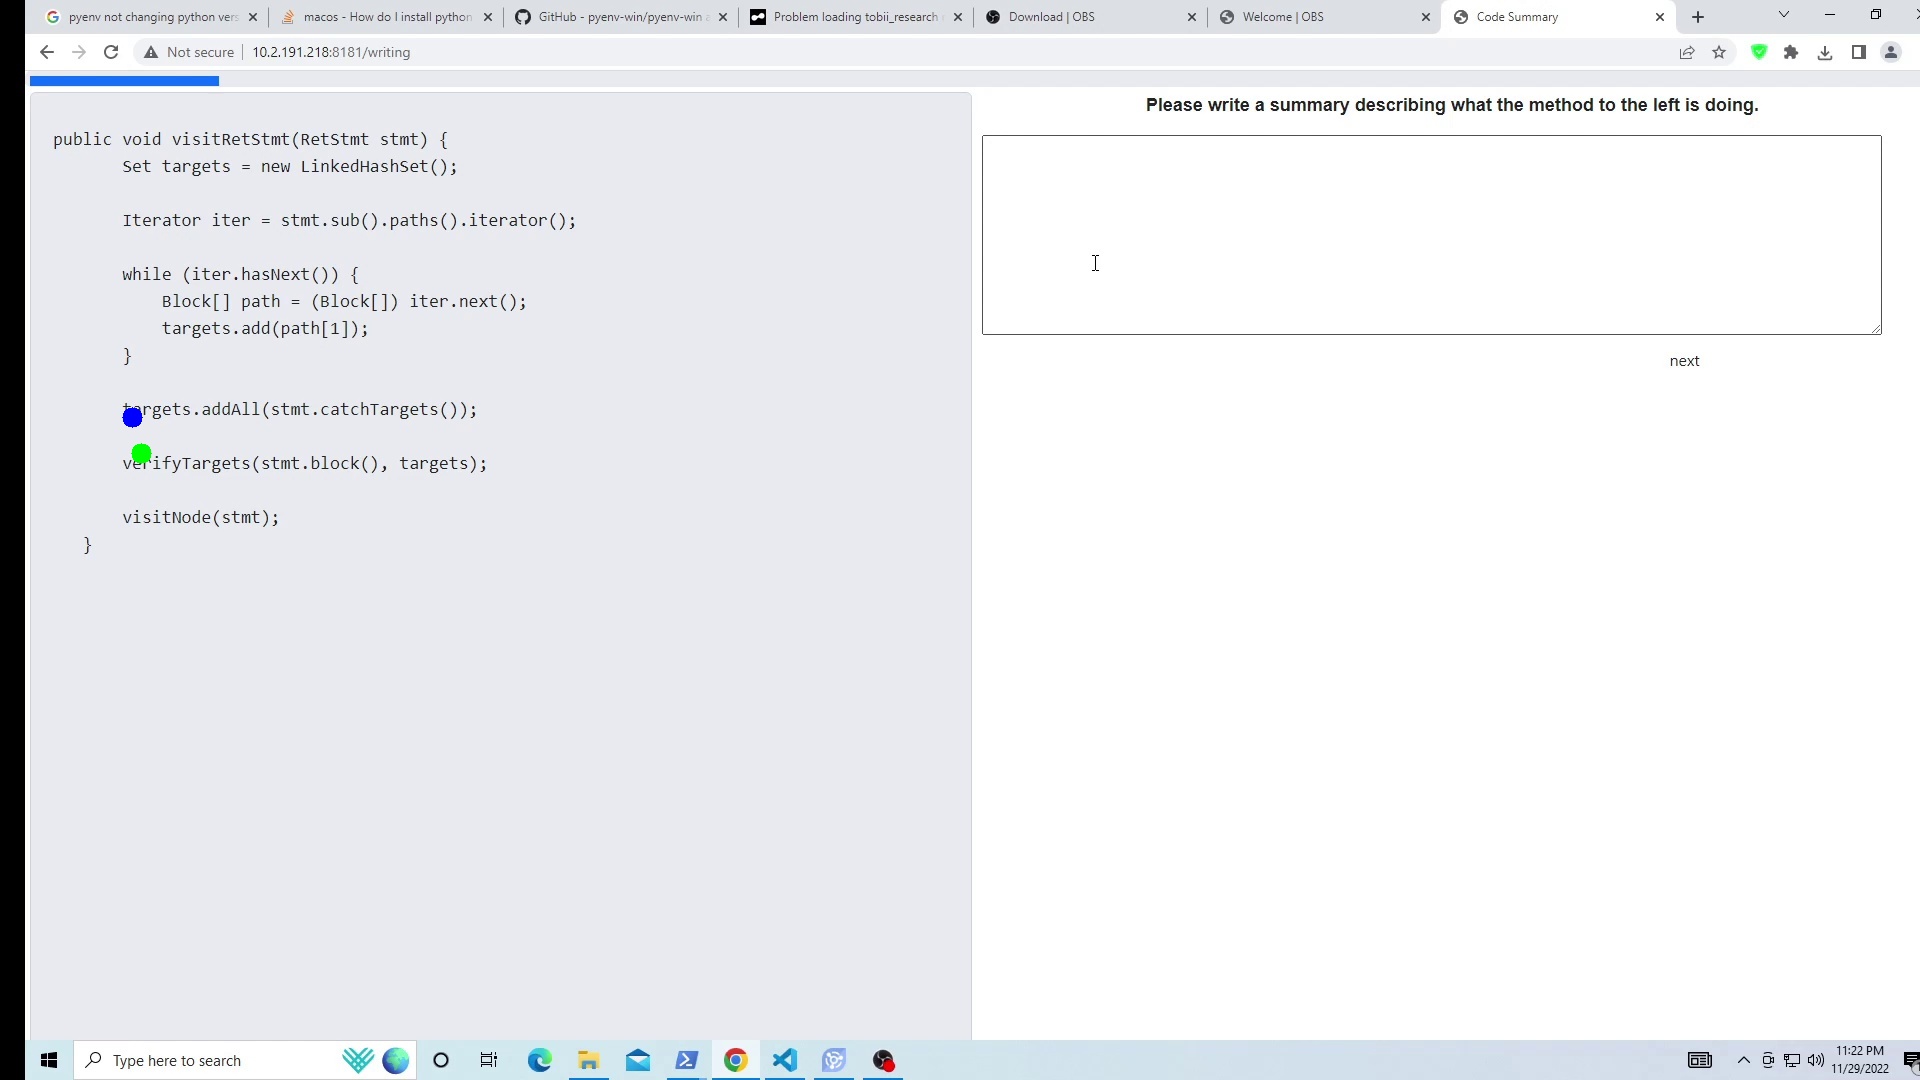 pyenv not changing python vers
macos - How do I install python
GitHub - pyenv-win/pyenv-win a
Problem loading tobii_research
Download | OBS
Welcome | OBS
Code Summary
Not secure
10.2.191.218:8181/writing
public void visitRetStmt(RetStmt stmt) {
Set targets = new LinkedHashSet();
Iterator iter = stmt.sub().paths().iterator();
while (iter.hasNext()) {
Block[] path = (Block[]) iter.next();
targets.add(path[1]);
}
targets.addAll(stmt.catchTargets());
verifyTargets(stmt.block(), targets);
visitNode(stmt);
}
Please write a summary describing what the method to the left is doing.
next
Type here to search
11:22 PM
11/29/2022